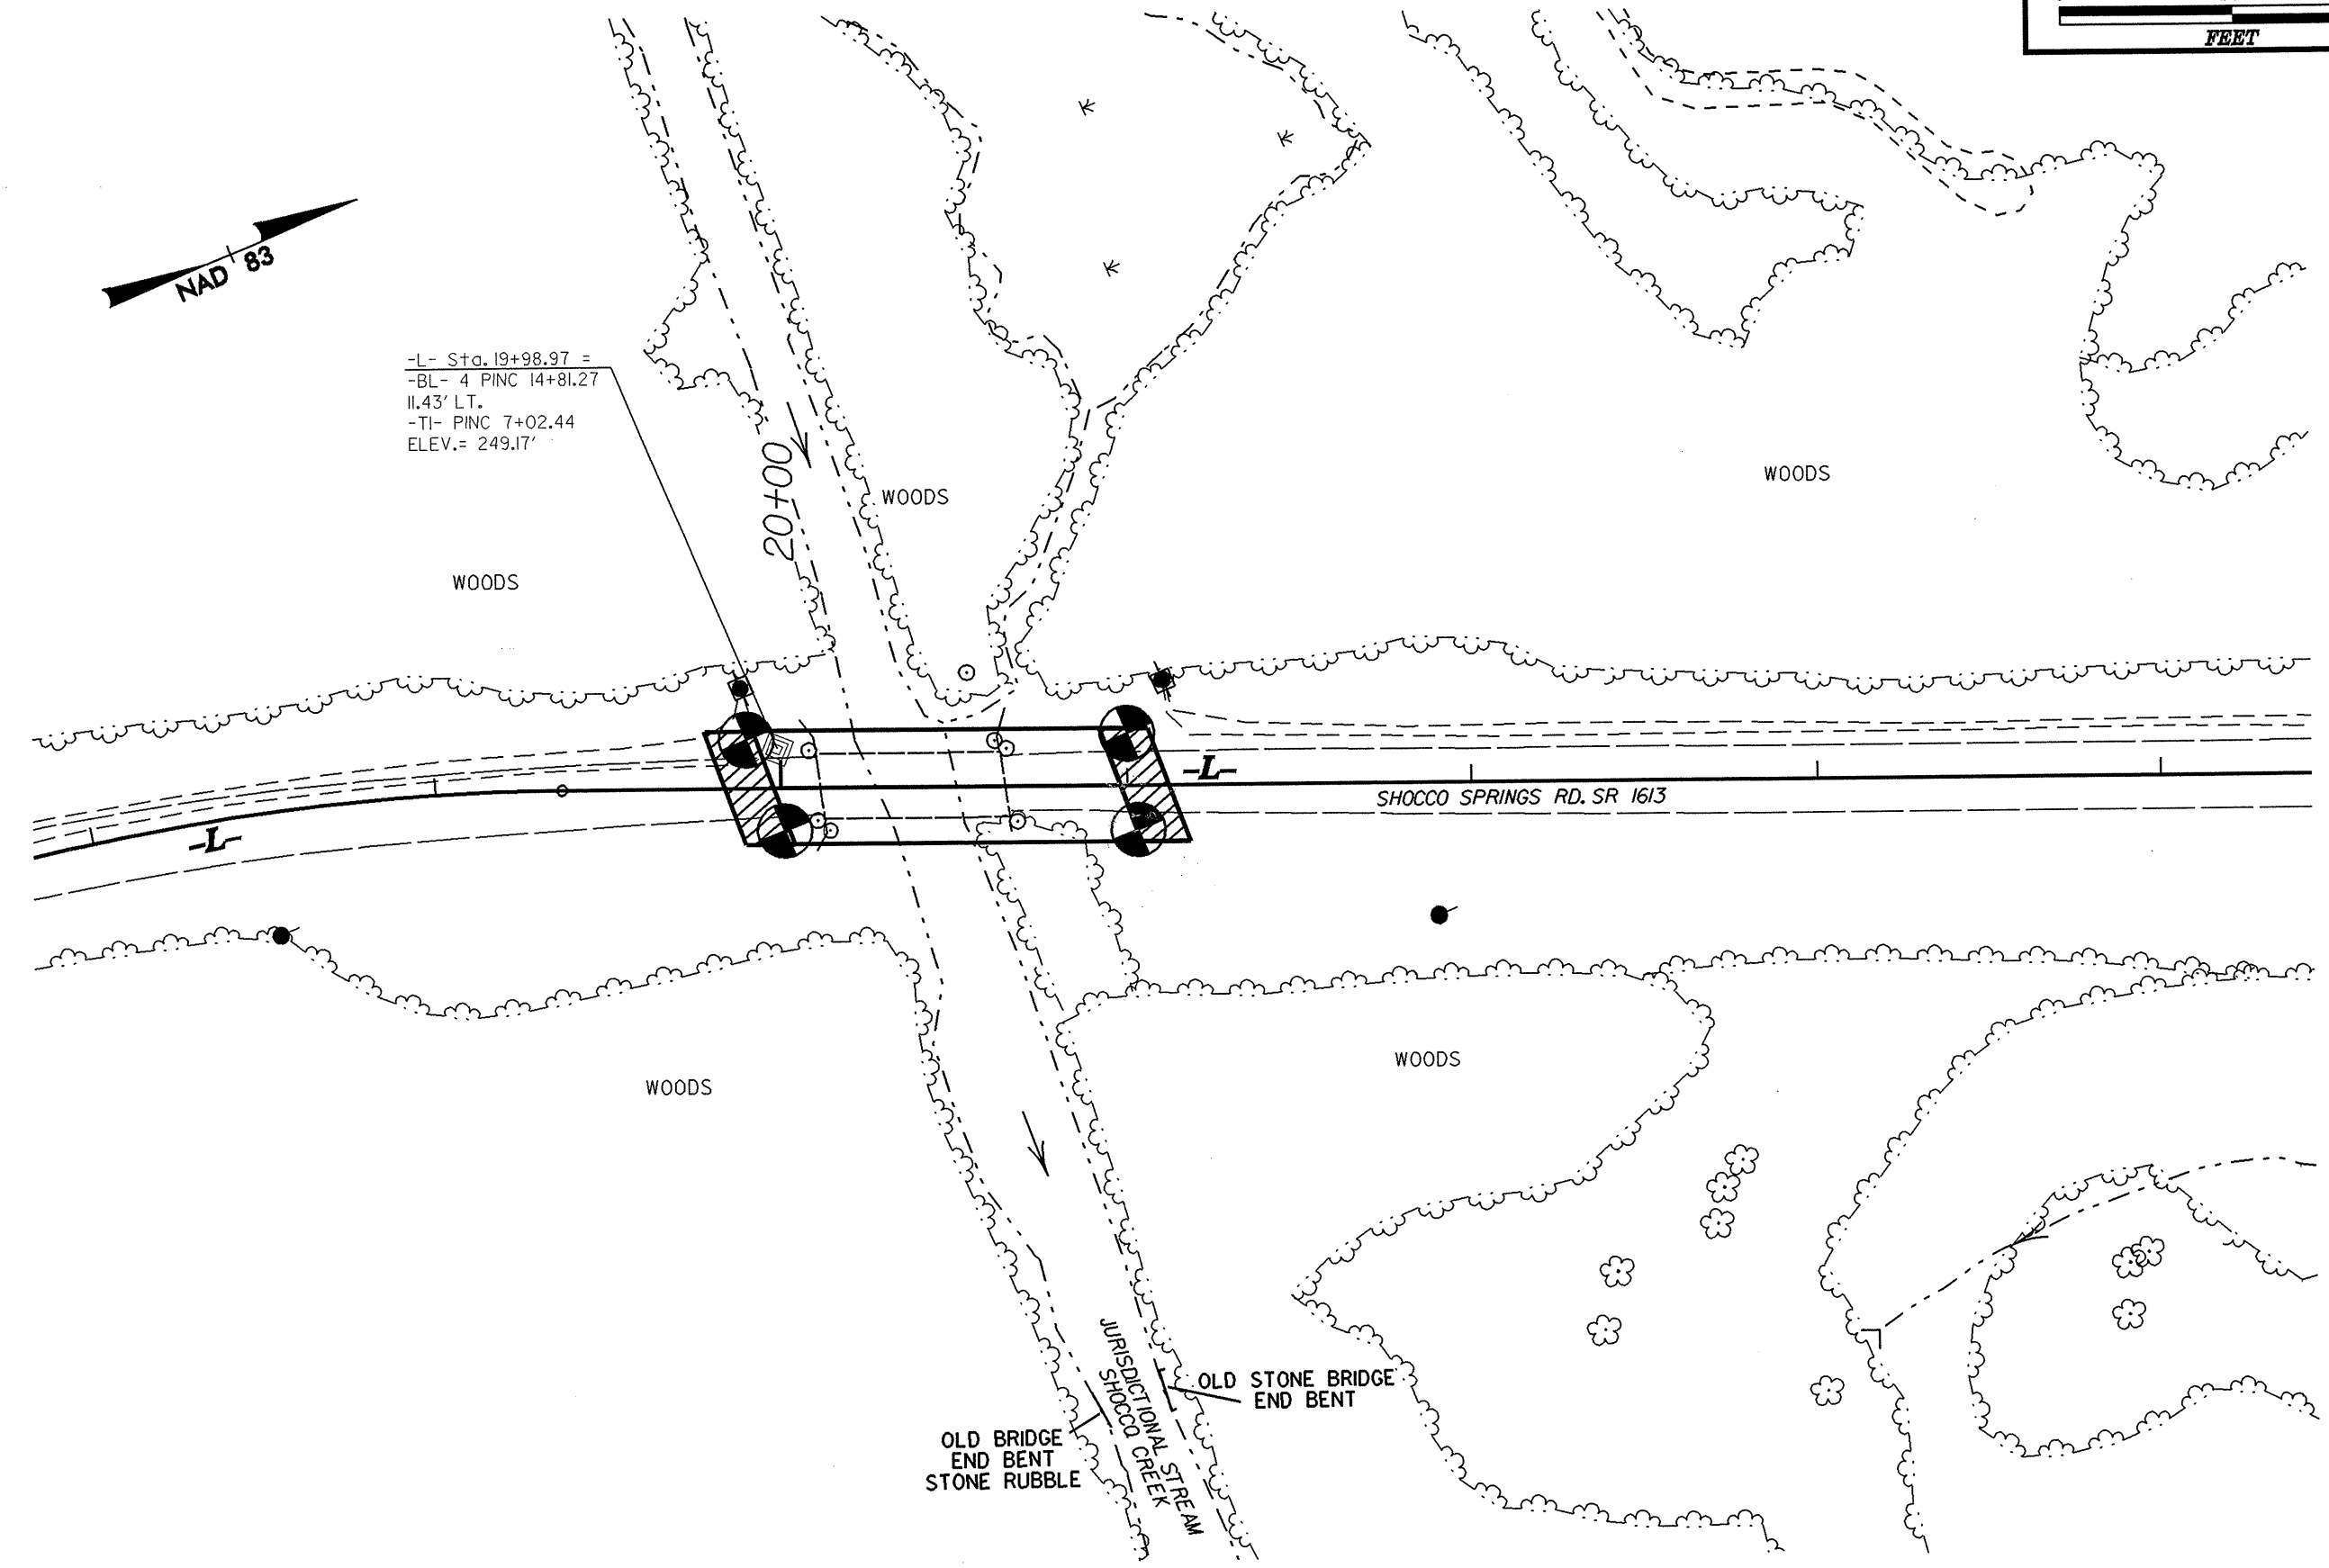 FEET
NAD 83
-L- Sta. 19+98.97 =
-BL- 4 PINC 14+81.27
11.43' LT.
-T1- PINC 7+02.44
ELEV.= 249.17'
20+00
WOODS
WOODS
WOODS
-L-
SHOCCO SPRINGS RD. SR 1613
-L-
WOODS
WOODS
JURISDICTIONAL STREAM
SHOCCO CREEK
OLD STONE BRIDGE
END BENT
OLD BRIDGE
END BENT
STONE RUBBLE